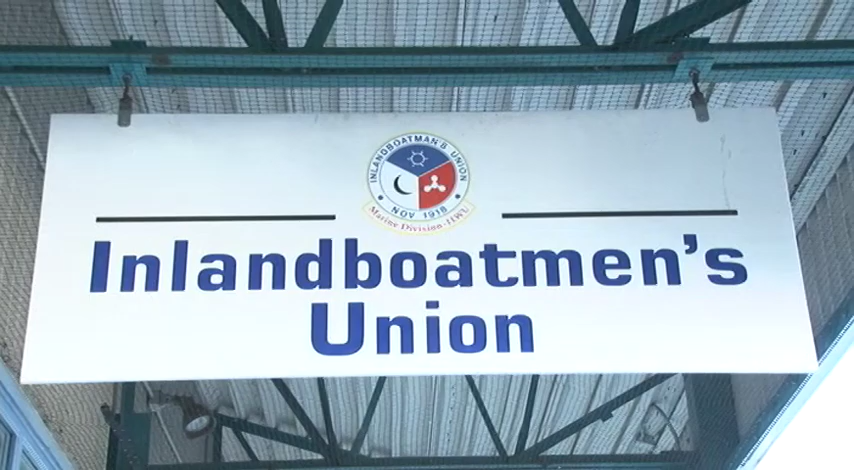 INLANDBOATMAN'S UNION
NOV 1918
Marine Division-ILWU
Inlandboatmen's
Union